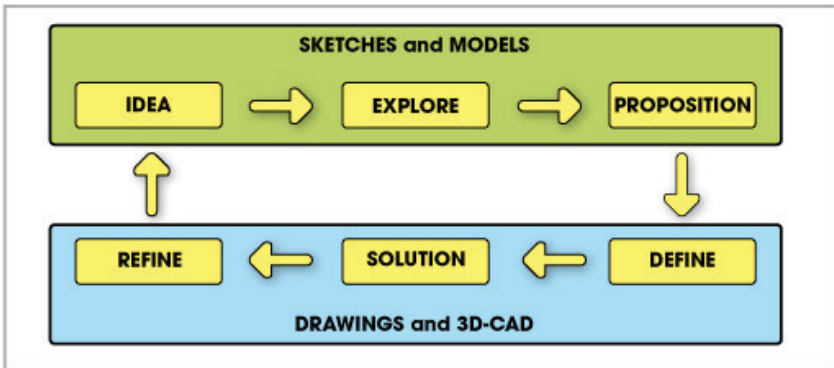 SKETCHES and MODELS
IDEA
EXPLORE
PROPOSITION
REFINE
SOLUTION
DEFINE
DRAWINGS and 3D-CAD